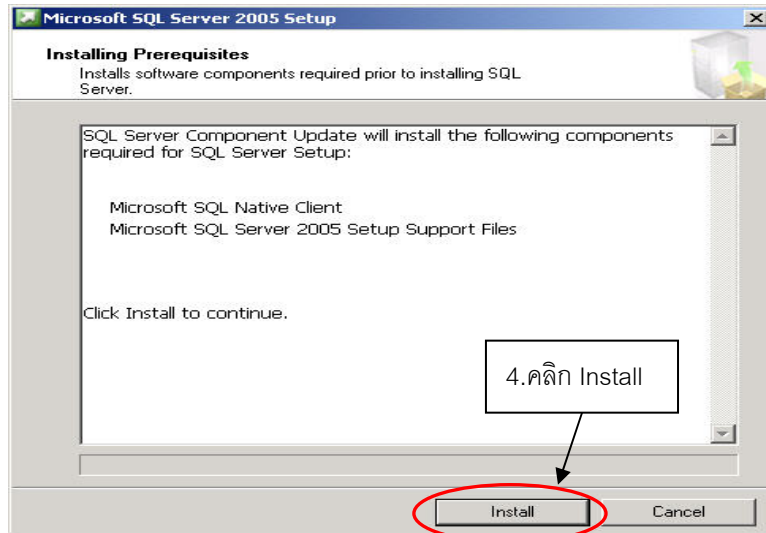 Microsoft SQL Server 2005 Setup
Installing Prerequisites
Installs software components required prior to installing SQL
Server.
SQL Server Component Update will install the following components
required for SQL Server Setup:
Microsoft SQL Native Client
Microsoft SQL Server 2005 Setup Support Files
Click Install to continue.
4.คลิก Install
Install
Cancel